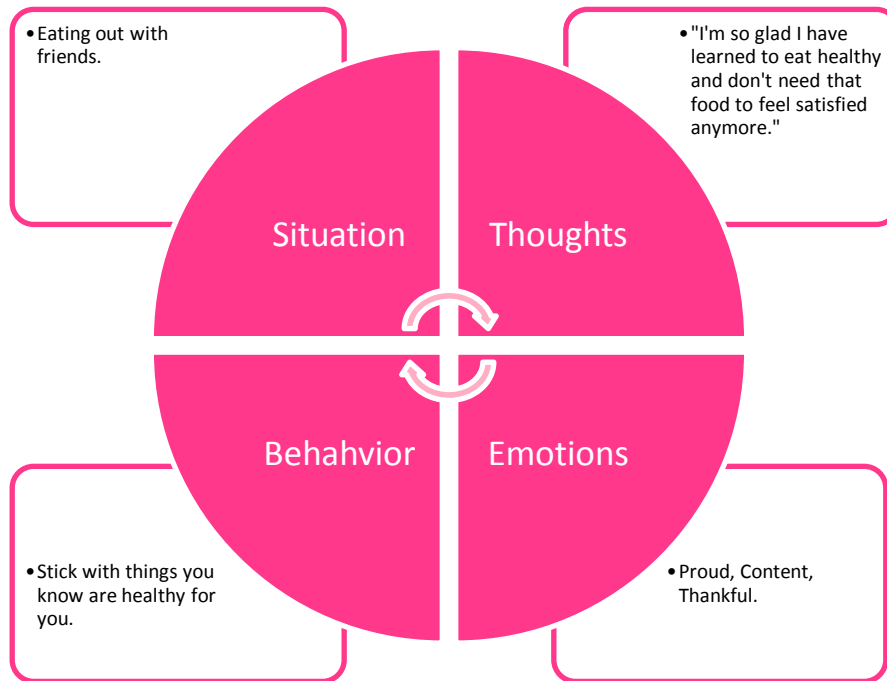 •Eating out with
friends.
•"I'm so glad I have
learned to eat healthy
and don't need that
food to feel satisfied
anymore."
Situation
Thoughts
Behahvior
Emotions
•Stick with things you
know are healthy for
you.
•Proud, Content,
Thankful.